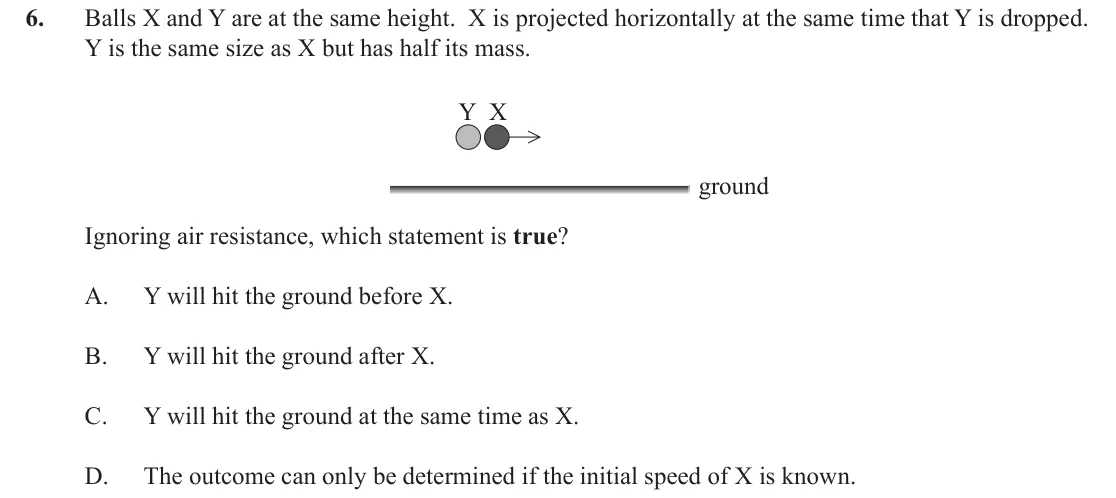 6. Balls X and Y are at the same height. X is projected horizontally at the same time that Y is dropped.
Y is the same size as X but has half its mass.
Y X
ground
Ignoring air resistance, which statement is true?
A. Y will hit the ground before X.
B. Y will hit the ground after X.
C. Y will hit the ground at the same time as X.
D. The outcome can only be determined if the initial speed of X is known.